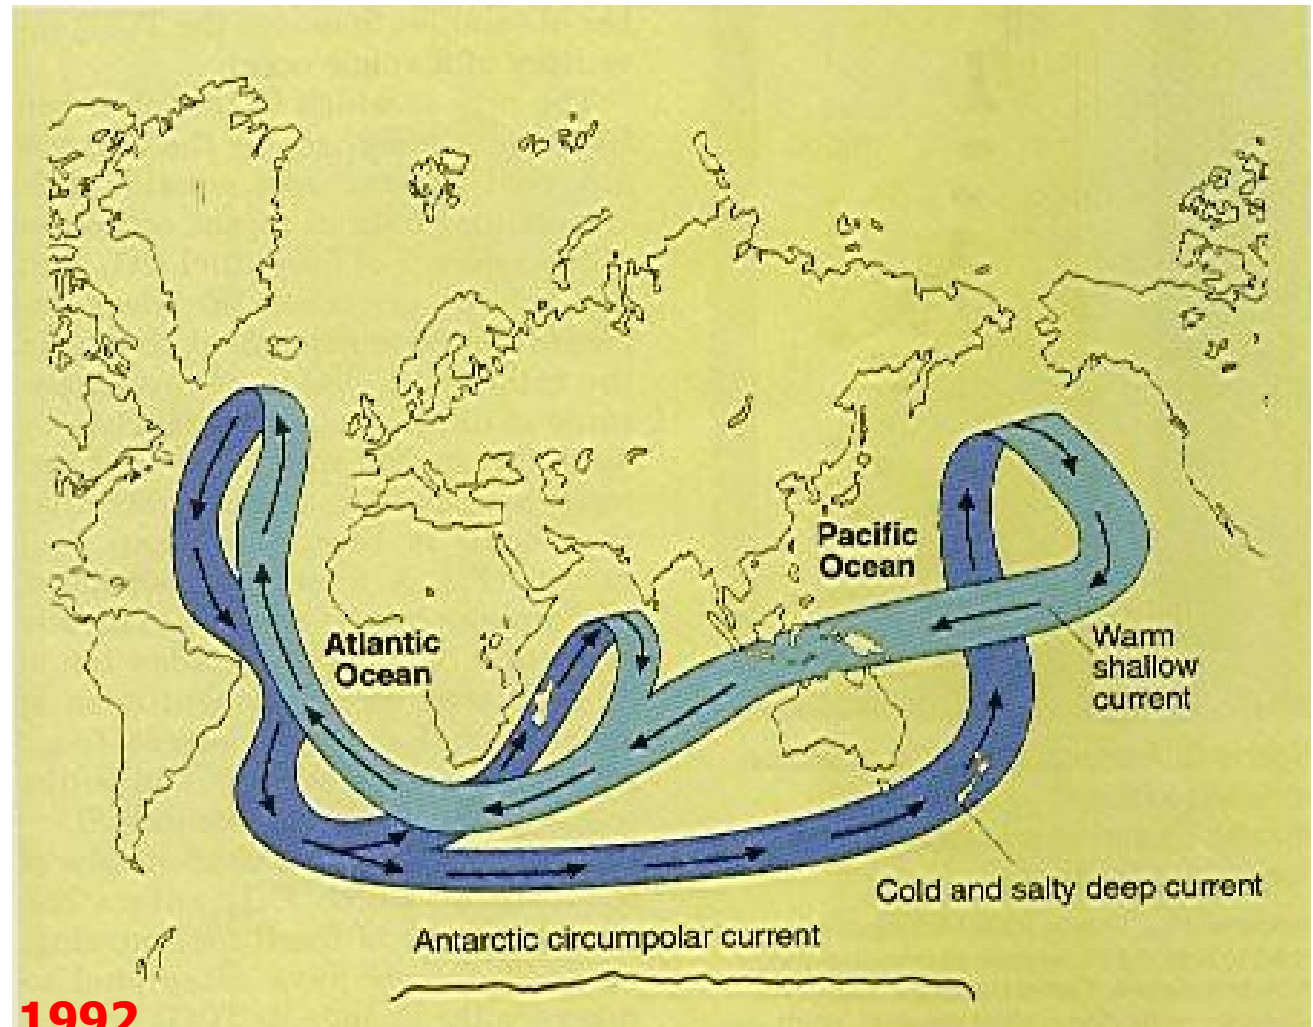 Pacific
Ocean
Atlantic
Ocean
Warm
shallow
current
Cold and salty deep current
Antarctic circumpolar current
1992